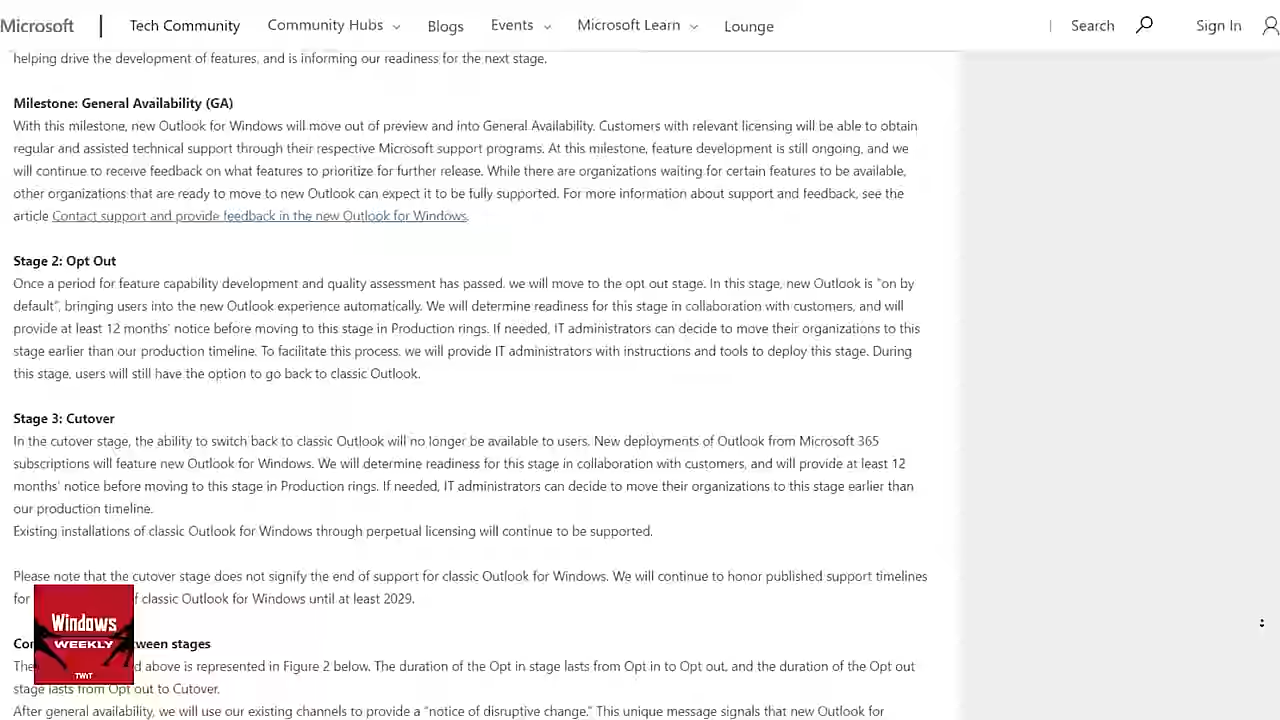 Microsoft | Tech Community Community Hubs Blogs Events Microsoft Learn Lounge | Search Sign In
helping drive the development of features, and is informing our readiness for the next stage.
Milestone: General Availability (GA)
With this milestone, new Outlook for Windows will move out of preview and into General Availability. Customers with relevant licensing will be able to obtain
regular and assisted technical support through their respective Microsoft support programs. At this milestone, feature development is still ongoing, and we
will continue to receive feedback on what features to prioritize for further release. While there are organizations waiting for certain features to be available,
other organizations that are ready to move to new Outlook can expect it to be fully supported. For more information about support and feedback, see the
article Contact support and provide feedback in the new Outlook for Windows.
Stage 2: Opt Out
Once a period for feature capability development and quality assessment has passed, we will move to the opt out stage. In this stage, new Outlook is "on by
default", bringing users into the new Outlook experience automatically. We will determine readiness for this stage in collaboration with customers, and will
provide at least 12 months' notice before moving to this stage in Production rings. If needed, IT administrators can decide to move their organizations to this
stage earlier than our production timeline. To facilitate this process, we will provide IT administrators with instructions and tools to deploy this stage. During
this stage, users will still have the option to go back to classic Outlook.
Stage 3: Cutover
In the cutover stage, the ability to switch back to classic Outlook will no longer be available to users. New deployments of Outlook from Microsoft 365
subscriptions will feature new Outlook for Windows. We will determine readiness for this stage in collaboration with customers, and will provide at least 12
months' notice before moving to this stage in Production rings. If needed, IT administrators can decide to move their organizations to this stage earlier than
our production timeline.
Existing installations of classic Outlook for Windows through perpetual licensing will continue to be supported.
Please note that the cutover stage does not signify the end of support for classic Outlook for Windows. We will continue to honor published support timelines
for classic Outlook for Windows until at least 2029.
between stages
above is represented in Figure 2 below. The duration of the Opt in stage lasts from Opt in to Opt out, and the duration of the Opt out
stage lasts from Opt out to Cutover.
After general availability, we will use our existing channels to provide a "notice of disruptive change." This unique message signals that new Outlook for
Windows
WEEKLY
TWiT